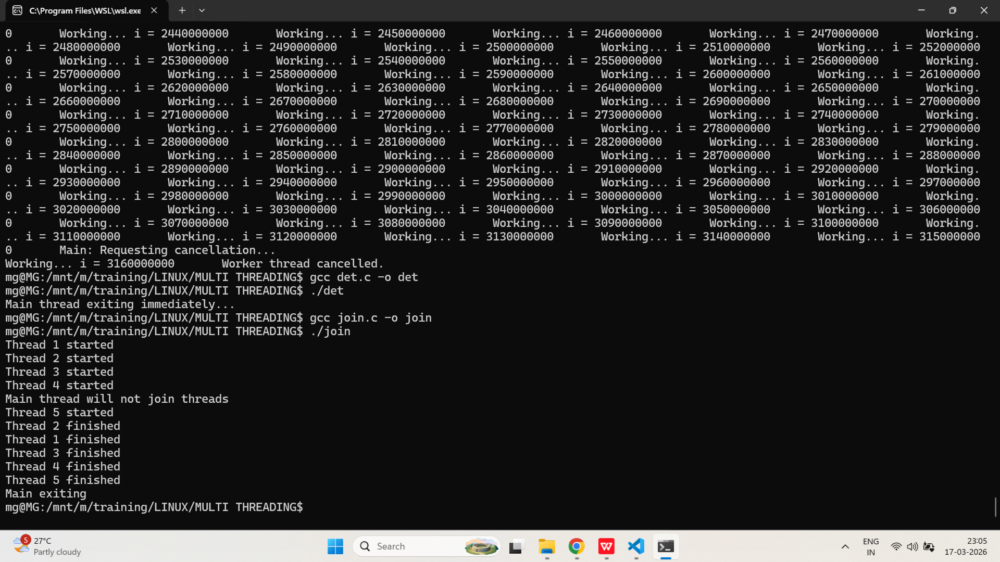 C:\Program Files\WSL\wsl.exe
0       Working... i = 2440000000       Working... i = 2450000000       Working... i = 2460000000       Working... i = 2470000000       Working.
.. i = 2480000000       Working... i = 2490000000       Working... i = 2500000000       Working... i = 2510000000       Working... i = 252000000
0       Working... i = 2530000000       Working... i = 2540000000       Working... i = 2550000000       Working... i = 2560000000       Working.
.. i = 2570000000       Working... i = 2580000000       Working... i = 2590000000       Working... i = 2600000000       Working... i = 261000000
0       Working... i = 2620000000       Working... i = 2630000000       Working... i = 2640000000       Working... i = 2650000000       Working.
.. i = 2660000000       Working... i = 2670000000       Working... i = 2680000000       Working... i = 2690000000       Working... i = 270000000
0       Working... i = 2710000000       Working... i = 2720000000       Working... i = 2730000000       Working... i = 2740000000       Working.
.. i = 2750000000       Working... i = 2760000000       Working... i = 2770000000       Working... i = 2780000000       Working... i = 279000000
0       Working... i = 2800000000       Working... i = 2810000000       Working... i = 2820000000       Working... i = 2830000000       Working.
.. i = 2840000000       Working... i = 2850000000       Working... i = 2860000000       Working... i = 2870000000       Working... i = 288000000
0       Working... i = 2890000000       Working... i = 2900000000       Working... i = 2910000000       Working... i = 2920000000       Working.
.. i = 2930000000       Working... i = 2940000000       Working... i = 2950000000       Working... i = 2960000000       Working... i = 297000000
0       Working... i = 2980000000       Working... i = 2990000000       Working... i = 3000000000       Working... i = 3010000000       Working.
.. i = 3020000000       Working... i = 3030000000       Working... i = 3040000000       Working... i = 3050000000       Working... i = 306000000
0       Working... i = 3070000000       Working... i = 3080000000       Working... i = 3090000000       Working... i = 3100000000       Working.
.. i = 3110000000       Working... i = 3120000000       Working... i = 3130000000       Working... i = 3140000000       Working... i = 315000000
0       Main: Requesting cancellation...
Working... i = 3160000000       Worker thread cancelled.
mg@MG:/mnt/m/training/LINUX/MULTI THREADING$ gcc det.c -o det
mg@MG:/mnt/m/training/LINUX/MULTI THREADING$ ./det
Main thread exiting immediately...
mg@MG:/mnt/m/training/LINUX/MULTI THREADING$ gcc join.c -o join
mg@MG:/mnt/m/training/LINUX/MULTI THREADING$ ./join
Thread 1 started
Thread 2 started
Thread 3 started
Thread 4 started
Main thread will not join threads
Thread 5 started
Thread 2 finished
Thread 1 finished
Thread 3 finished
Thread 4 finished
Thread 5 finished
Main exiting
mg@MG:/mnt/m/training/LINUX/MULTI THREADING$
5
27°C
Partly cloudy
Search
ENG
IN
23:05
17-03-2026